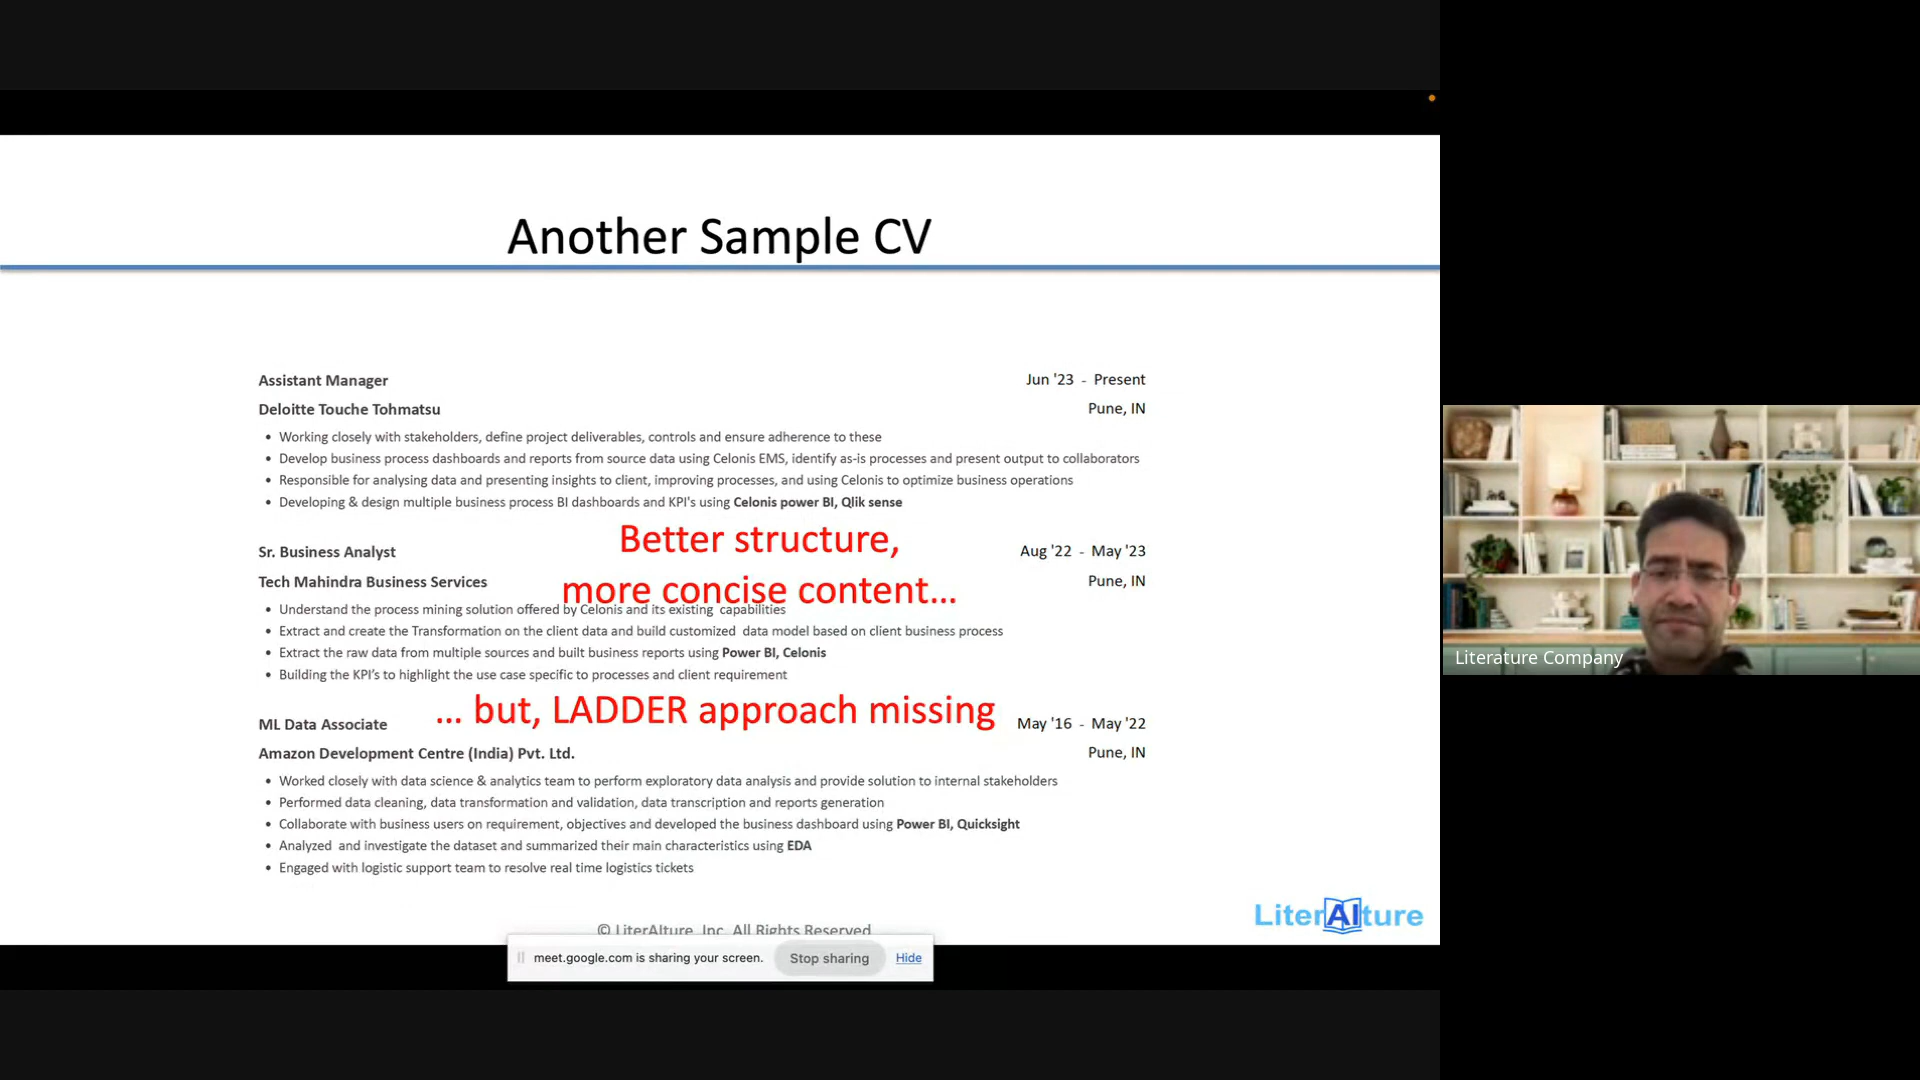 Another Sample CV
Assistant Manager
Jun '23 - Present
Deloitte Touche Tohmatsu
Pune, IN
• Working closely with stakeholders, define project deliverables, controls and ensure adherence to these
• Develop business process dashboards and reports from source data using Celonis EMS, identify as-is processes and present output to collaborators
• Responsible for analysing data and presenting insights to client, improving processes, and using Celonis to optimize business operations
• Developing & design multiple business process BI dashboards and KPI's using Celonis power BI, Qlik sense
Better structure,
more concise content...
Sr. Business Analyst
Aug '22 - May '23
Tech Mahindra Business Services
Pune, IN
• Understand the process mining solution offered by Celonis and its existing capabilities
• Extract and create the Transformation on the client data and build customized data model based on client business process
• Extract the raw data from multiple sources and built business reports using Power BI, Celonis
• Building the KPI's to highlight the use case specific to processes and client requirement
... but, LADDER approach missing
ML Data Associate
May '16 - May '22
Amazon Development Centre (India) Pvt. Ltd.
Pune, IN
• Worked closely with data science & analytics team to perform exploratory data analysis and provide solution to internal stakeholders
• Performed data cleaning, data transformation and validation, data transcription and reports generation
• Collaborate with business users on requirement, objectives and developed the business dashboard using Power BI, Quicksight
• Analyzed and investigate the dataset and summarized their main characteristics using EDA
• Engaged with logistic support team to resolve real time logistics tickets
LiterAIture
© LiterAIture, Inc. All Rights Reserved
meet.google.com is sharing your screen. Stop sharing Hide
Literature Company